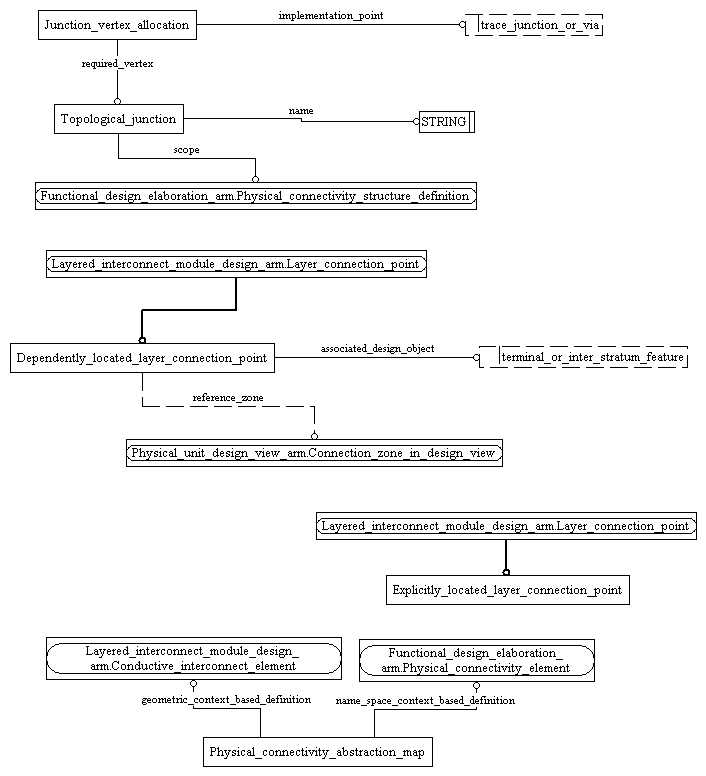 implementation_point
Junction_vertex_allocation
trace_junction_or_via
required_vertex
Topological_junction
name
STRING
scope
Functional_design_elaboration_arm.Physical_connectivity_structure_definition
Layered_interconnect_module_design_arm.Layer_connection_point
Dependently_located_layer_connection_point
associated_design_object
terminal_or_inter_stratum_feature
reference_zone
Physical_unit_design_view_arm.Connection_zone_in_design_view
Layered_interconnect_module_design_arm.Layer_connection_point
Explicitly_located_layer_connection_point
Layered_interconnect_module_design_
arm.Conductive_interconnect_element
Functional_design_elaboration_
arm.Physical_connectivity_element
geometric_context_based_definition
name_space_context_based_definition
Physical_connectivity_abstraction_map